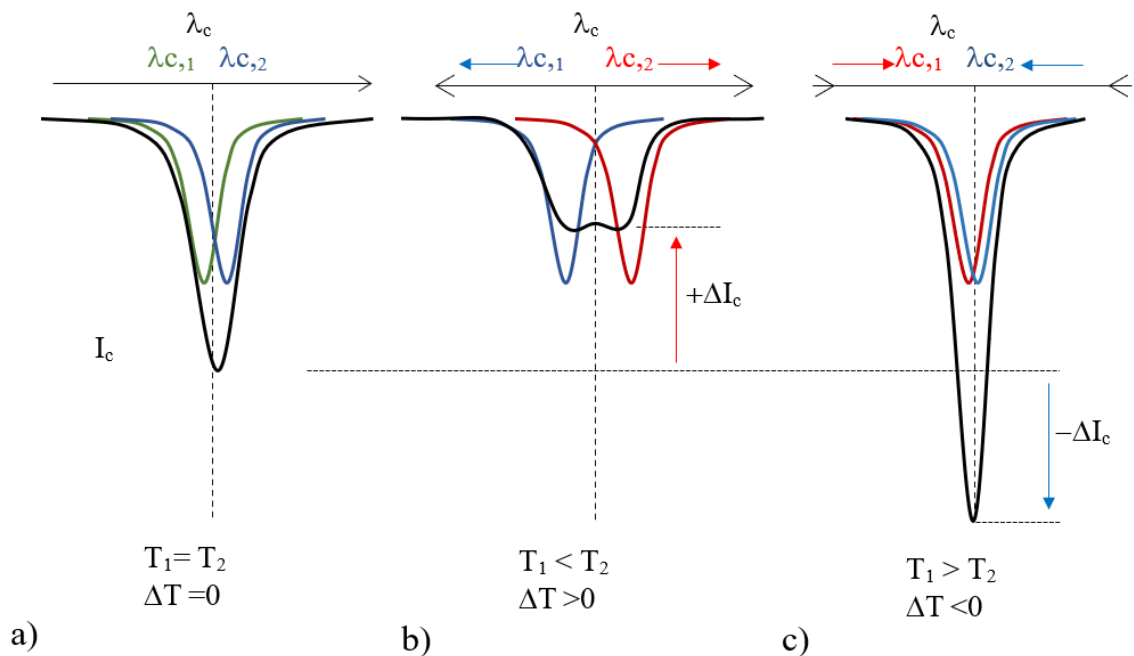 λc
λc,1 λc,2
Ic
T1= T2
ΔT =0
a)
λc
λc,1 λc,2
+ΔIc
T1 < T2
ΔT >0
b)
λc
λc,1 λc,2
−ΔIc
T1 > T2
ΔT <0
c)